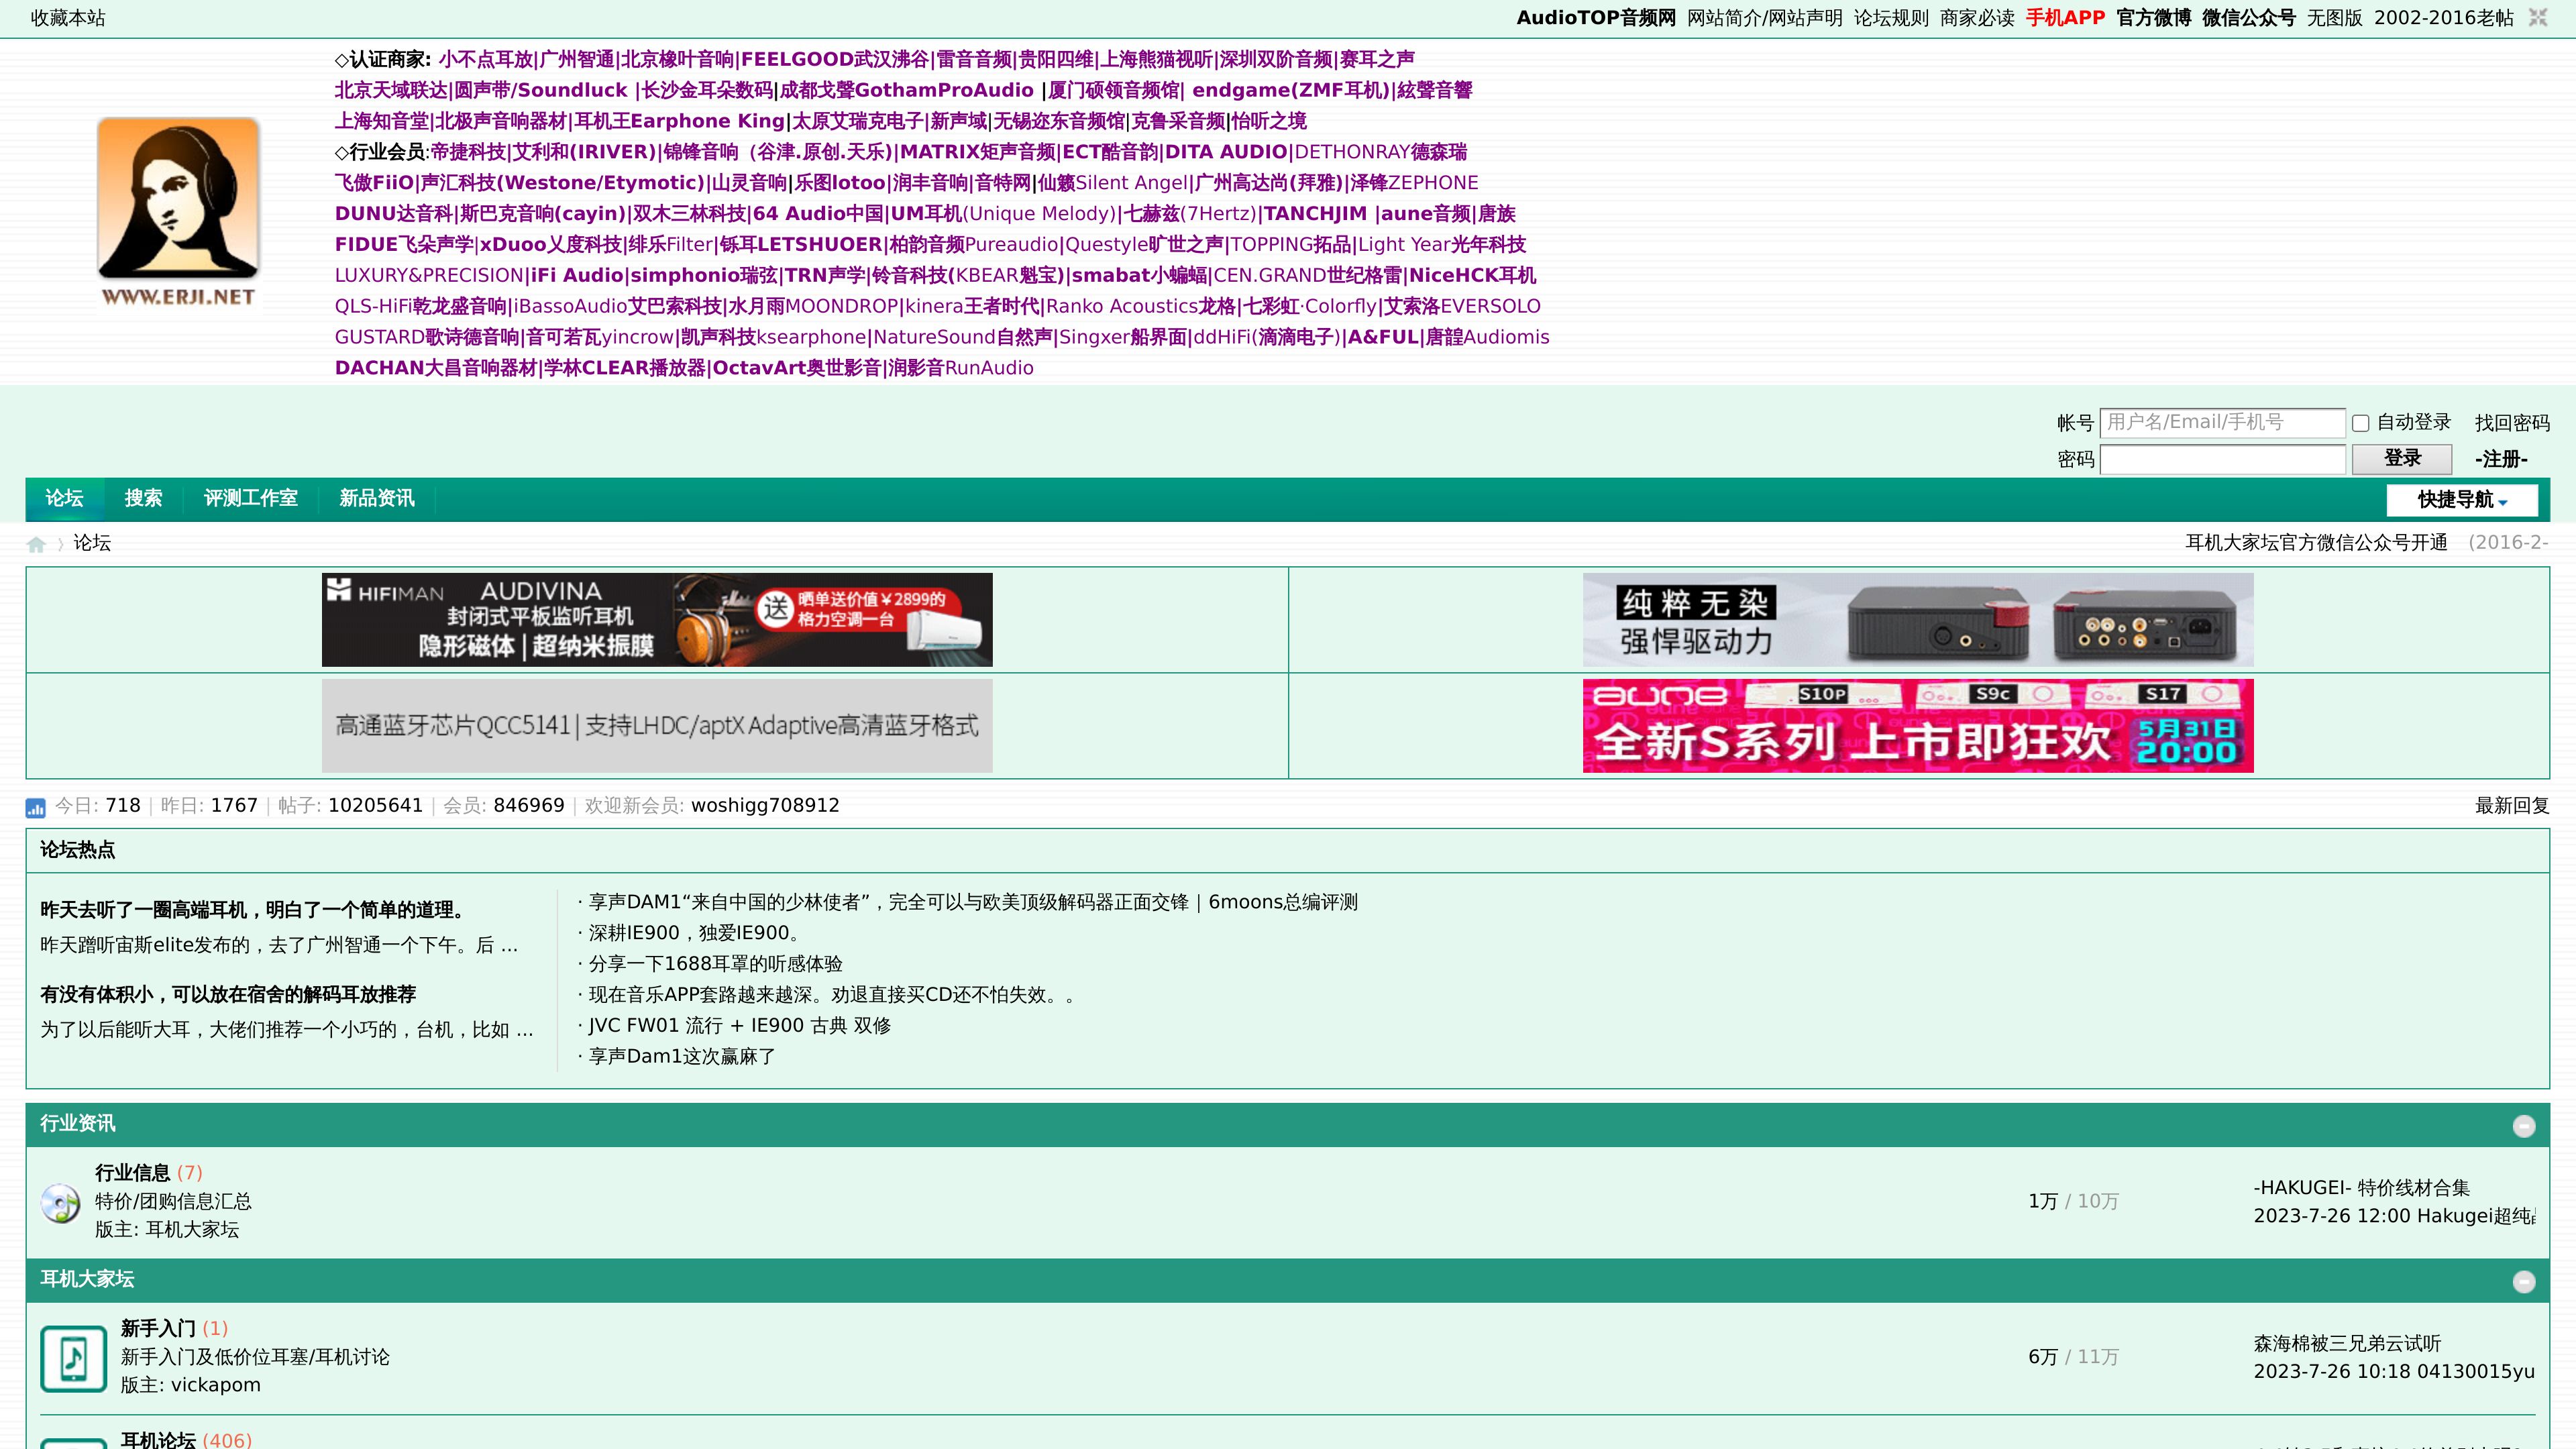 收藏本站
AudioTOP音频网 网站简介/网站声明 论坛规则 商家必读 手机APP 官方微博 微信公众号 无图版 2002-2016老帖
◇认证商家: 小不点耳放|广州智通|北京橡叶音响|FEELGOOD武汉沸谷|雷音音频|贵阳四维|上海熊猫视听|深圳双阶音频|赛耳之声
北京天域联达|圆声带/Soundluck |长沙金耳朵数码|成都戈聲GothamProAudio |厦门硕领音频馆| endgame(ZMF耳机)|絃聲音響
上海知音堂|北极声音响器材|耳机王Earphone King|太原艾瑞克电子|新声域|无锡迩东音频馆|克鲁采音频|怡听之境
◇行业会员:帝捷科技|艾利和(IRIVER)|锦锋音响（谷津.原创.天乐)|MATRIX矩声音频|ECT酷音韵|DITA AUDIO|DETHONRAY德森瑞
飞傲FiiO|声汇科技(Westone/Etymotic)|山灵音响|乐图lotoo|润丰音响|音特网|仙籁Silent Angel|广州高达尚(拜雅)|泽锋ZEPHONE
DUNU达音科|斯巴克音响(cayin)|双木三林科技|64 Audio中国|UM耳机(Unique Melody)|七赫兹(7Hertz)|TANCHJIM |aune音频|唐族
FIDUE飞朵声学|xDuoo乂度科技|绯乐Filter|铄耳LETSHUOER|柏韵音频Pureaudio|Questyle旷世之声|TOPPING拓品|Light Year光年科技
LUXURY&PRECISION|iFi Audio|simphonio瑞弦|TRN声学|铃音科技(KBEAR魁宝)|smabat小蝙蝠|CEN.GRAND世纪格雷|NiceHCK耳机
QLS-HiFi乾龙盛音响|iBassoAudio艾巴索科技|水月雨MOONDROP|kinera王者时代|Ranko Acoustics龙格|七彩虹·Colorfly|艾索洛EVERSOLO
GUSTARD歌诗德音响|音可若瓦yincrow|凯声科技ksearphone|NatureSound自然声|Singxer船界面|ddHiFi(滴滴电子)|A&FUL|唐韹Audiomis
DACHAN大昌音响器材|学林CLEAR播放器|OctavArt奥世影音|润影音RunAudio
WWW.ERJI.NET
帐号 用户名/Email/手机号 自动登录 找回密码
密码 登录 -注册-
论坛 搜索 评测工作室 新品资讯 快捷导航
论坛 耳机大家坛官方微信公众号开通 (2016-2-
HIFIMAN AUDIVINA
封闭式平板监听耳机
隐形磁体|超纳米振膜
送 晒单送价值￥2899的
格力空调一台
纯粹无染
强悍驱动力
高通蓝牙芯片QCC5141|支持LHDC/aptX Adaptive高清蓝牙格式
aune S10P S9c S17
全新S系列 上市即狂欢 5月31日
20:00
今日: 718 | 昨日: 1767 | 帖子: 10205641 | 会员: 846969 | 欢迎新会员: woshigg708912 最新回复
论坛热点
昨天去听了一圈高端耳机，明白了一个简单的道理。
昨天蹭听宙斯elite发布的，去了广州智通一个下午。后 ...
有没有体积小，可以放在宿舍的解码耳放推荐
为了以后能听大耳，大佬们推荐一个小巧的，台机，比如 ...
· 享声DAM1“来自中国的少林使者”，完全可以与欧美顶级解码器正面交锋｜6moons总编评测
· 深耕IE900，独爱IE900。
· 分享一下1688耳罩的听感体验
· 现在音乐APP套路越来越深。劝退直接买CD还不怕失效。。
· JVC FW01 流行 + IE900 古典 双修
· 享声Dam1这次赢麻了
行业资讯
行业信息 (7)
特价/团购信息汇总
版主: 耳机大家坛
1万 / 10万
-HAKUGEI- 特价线材合集
2023-7-26 12:00 Hakugei超纯
耳机大家坛
新手入门 (1)
新手入门及低价位耳塞/耳机讨论
版主: vickapom
6万 / 11万
森海棉被三兄弟云试听
2023-7-26 10:18 04130015yu
耳机论坛 (406)